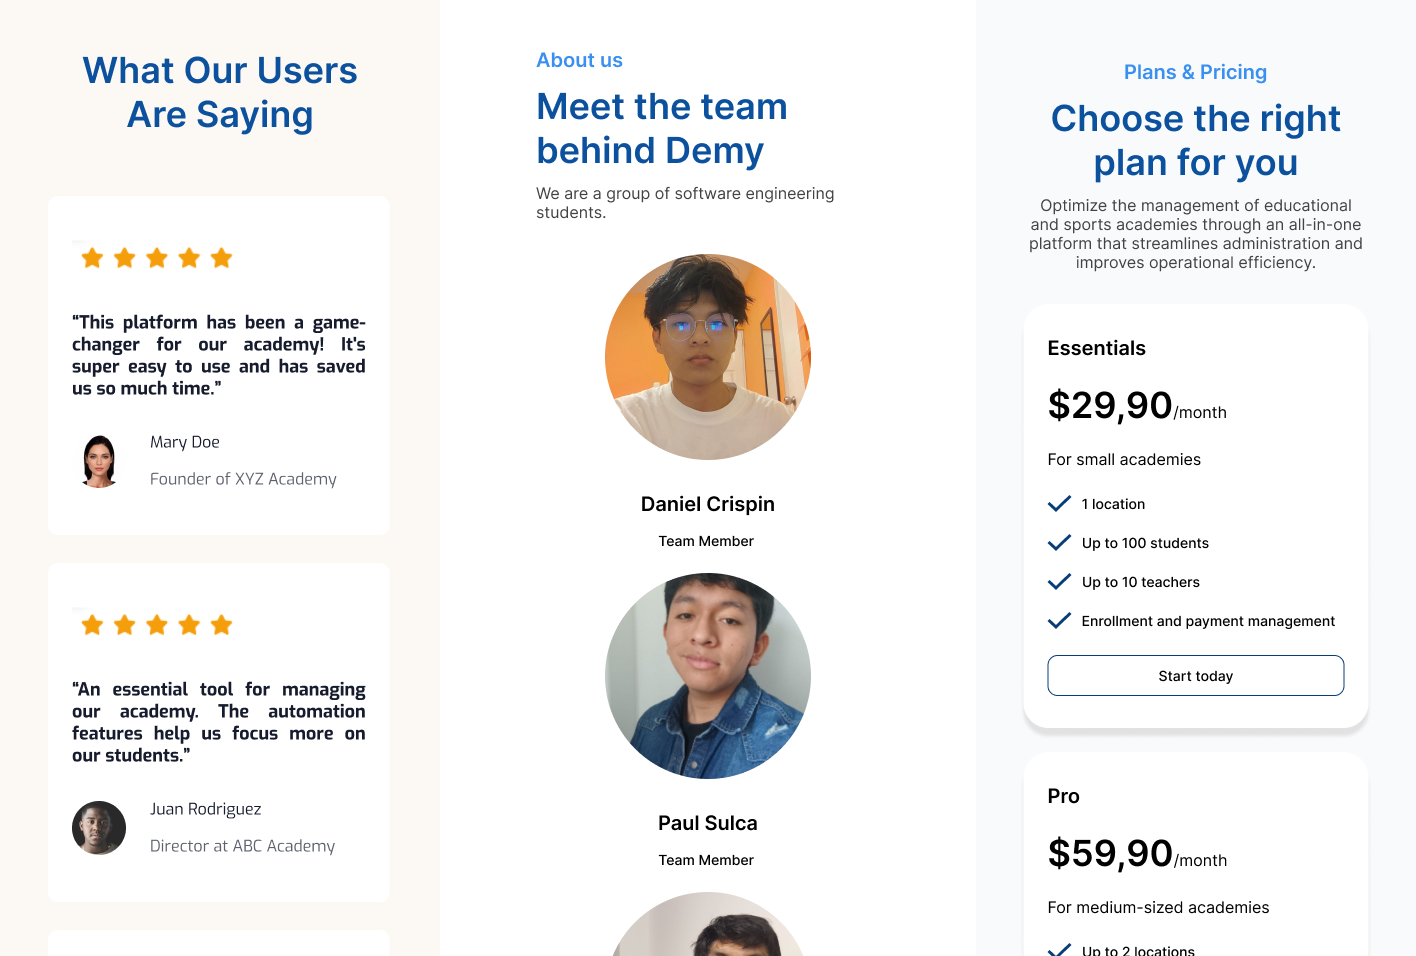 What Our Users
Are Saying
“This platform has been a game-
changer for our academy! It's
super easy to use and has saved
us so much time.”
Mary Doe
Founder of XYZ Academy
“An essential tool for managing
our academy. The automation
features help us focus more on
our students.”
Juan Rodriguez
Director at ABC Academy
About us
Meet the team
behind Demy
We are a group of software engineering
students.
Daniel Crispin
Team Member
Paul Sulca
Team Member
Plans & Pricing
Choose the right
plan for you
Optimize the management of educational
and sports academies through an all-in-one
platform that streamlines administration and
improves operational efficiency.
Essentials
$29,90/month
For small academies
1 location
Up to 100 students
Up to 10 teachers
Enrollment and payment management
Start today
Pro
$59,90/month
For medium-sized academies
Up to 2 locations